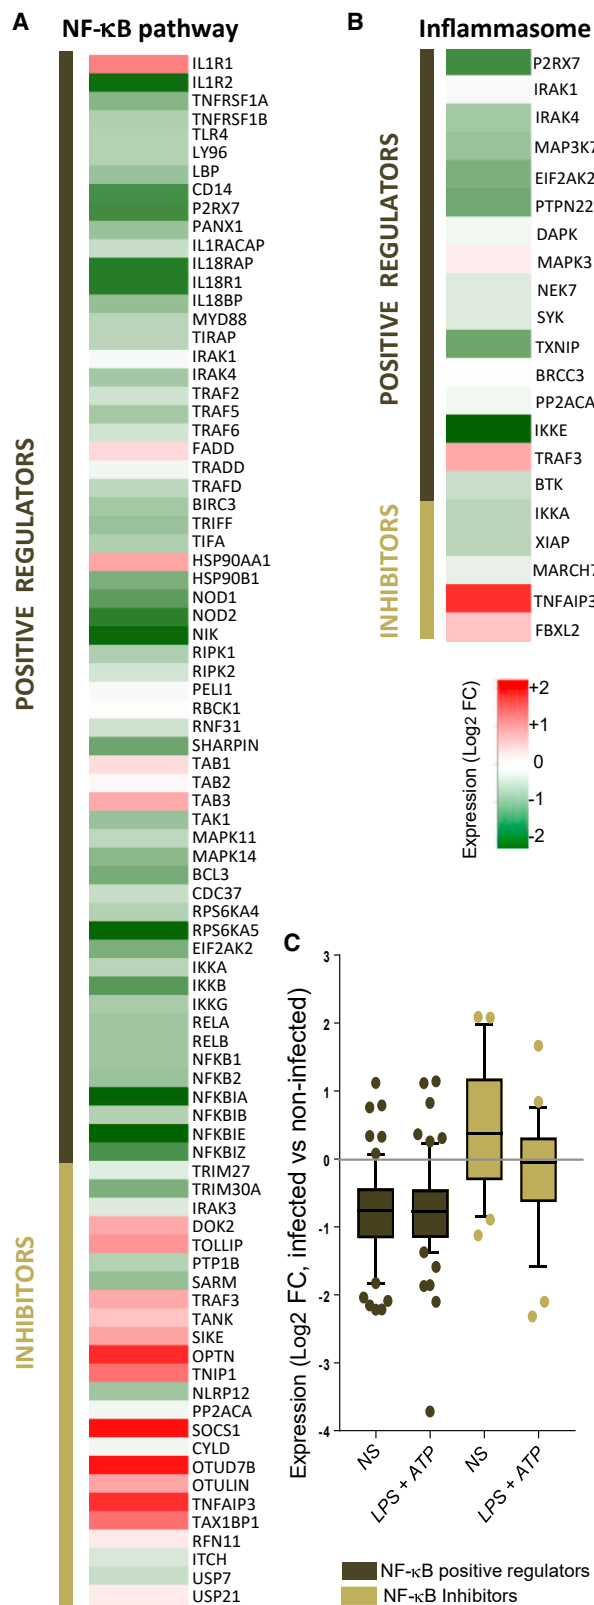 A NF-κB pathway
POSITIVE REGULATORS
IL1R1
IL1R2
TNFRSF1A
TNFRSF1B
TLR4
LY96
LBP
CD14
P2RX7
PANX1
IL1RACAP
IL18RAP
IL18R1
IL18BP
MYD88
TIRAP
IRAK1
IRAK4
TRAF2
TRAF5
TRAF6
FADD
TRADD
TRAFD
BIRC3
TRIFF
TIFA
HSP90AA1
HSP90B1
NOD1
NOD2
NIK
RIPK1
RIPK2
PELI1
RBCK1
RNF31
SHARPIN
TAB1
TAB2
TAB3
TAK1
MAPK11
MAPK14
BCL3
CDC37
RPS6KA4
RPS6KA5
EIF2AK2
IKKA
IKKB
IKKG
RELA
RELB
NFKB1
NFKB2
NFKBIA
NFKBIB
NFKBIE
NFKBIZ
INHIBITORS
TRIM27
TRIM30A
IRAK3
DOK2
TOLLIP
PTP1B
SARM
TRAF3
TANK
SIKE
OPTN
TNIP1
NLRP12
PP2ACA
SOCS1
CYLD
OTUD7B
OTULIN
TNFAIP3
TAX1BP1
RFN11
ITCH
USP7
USP21
B Inflammasome
POSITIVE REGULATORS
P2RX7
IRAK1
IRAK4
MAP3K7
EIF2AK2
PTPN22
DAPK
MAPK3
NEK7
SYK
TXNIP
BRCC3
PP2ACA
IKKE
TRAF3
BTK
INHIBITORS
IKKA
XIAP
MARCH7
TNFAIP3
FBXL2
Expression (Log2 FC)
+2
+1
0
-1
-2
C
Expression (Log2 FC, infected vs non-infected)
3
2
1
0
-1
-2
-3
-4
NS
LPS + ATP
NS
LPS + ATP
NF-κB positive regulators
NF-κB Inhibitors